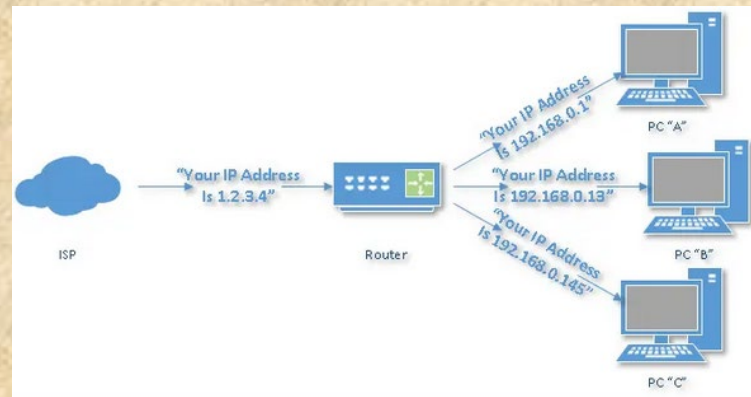 "Your IP Address
Is 192.168.0.1"
PC "A"
"Your IP Address
Is 1.2.3.4"
"Your IP Address
Is 192.168.0.13"
ISP
Router
PC "B"
"Your IP Address
Is 192.168.0.145"
PC "C"